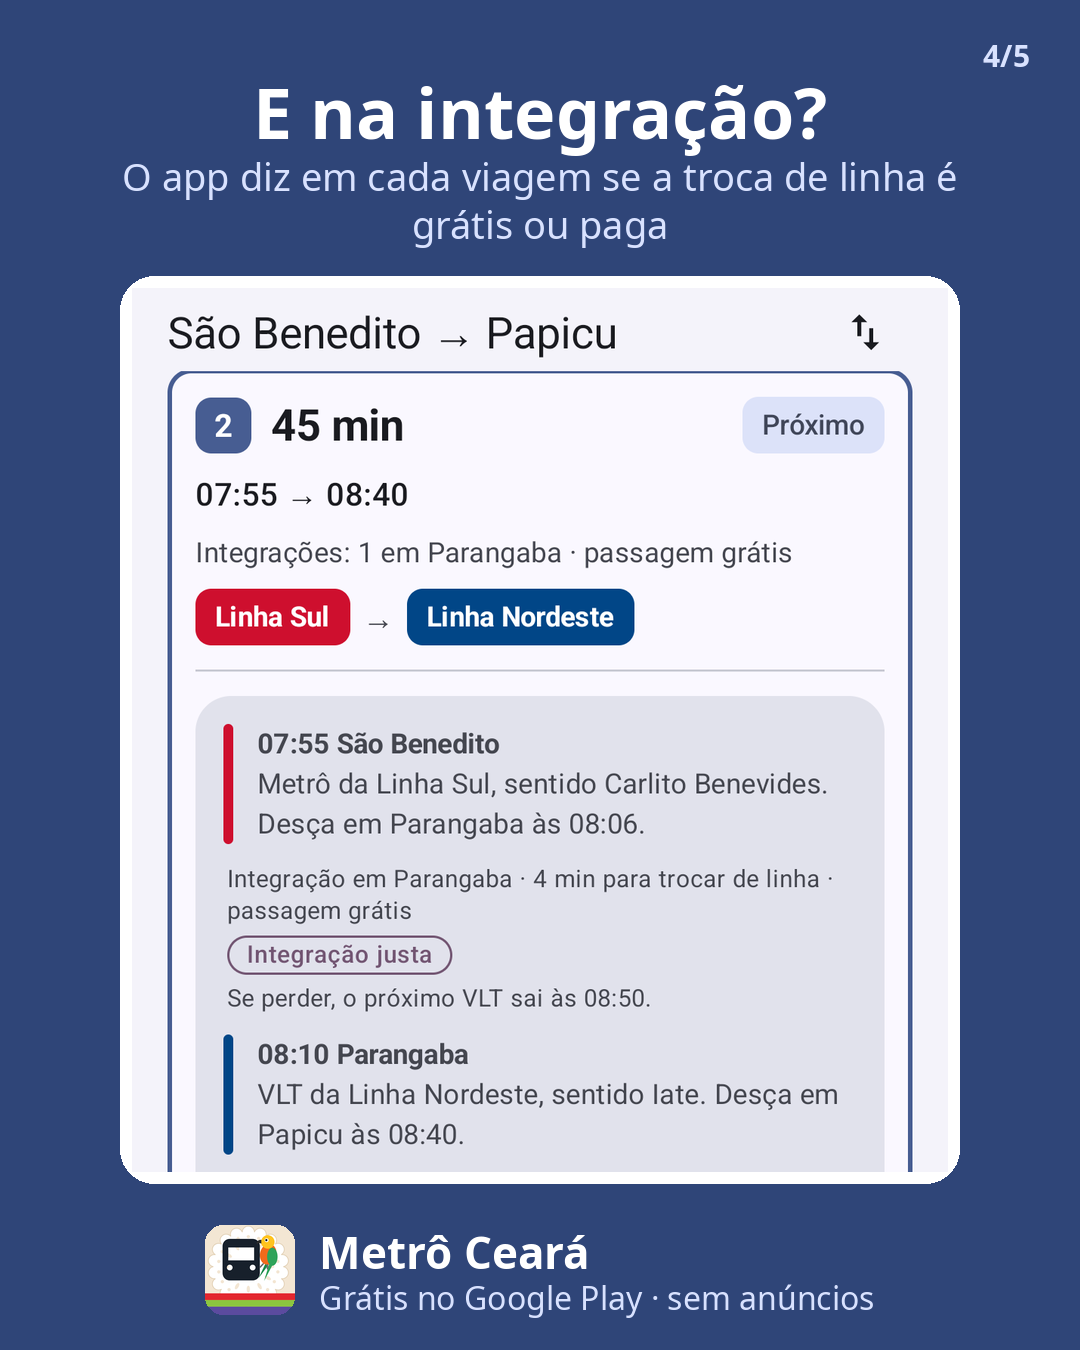 4/5
E na integração?
O app diz em cada viagem se a troca de linha é
grátis ou paga
São Benedito → Papicu
2 45 min Próximo
07:55 → 08:40
Integrações: 1 em Parangaba · passagem grátis
Linha Sul → Linha Nordeste
07:55 São Benedito
Metrô da Linha Sul, sentido Carlito Benevides.
Desça em Parangaba às 08:06.
Integração em Parangaba · 4 min para trocar de linha ·
passagem grátis
Integração justa
Se perder, o próximo VLT sai às 08:50.
08:10 Parangaba
VLT da Linha Nordeste, sentido Iate. Desça em
Papicu às 08:40.
Metrô Ceará
Grátis no Google Play · sem anúncios